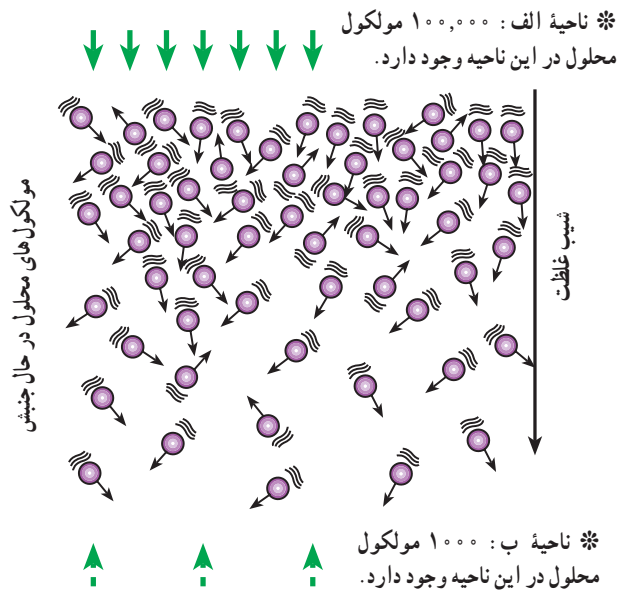 ❊ ناحیهٔ الف: ۱۰۰,۰۰۰ مولکول
محلول در این ناحیه وجود دارد.
مولکول‌های محلول در حال جنبش
شیب غلظت
❊ ناحیهٔ ب: ۱۰۰۰ مولکول
محلول در این ناحیه وجود دارد.